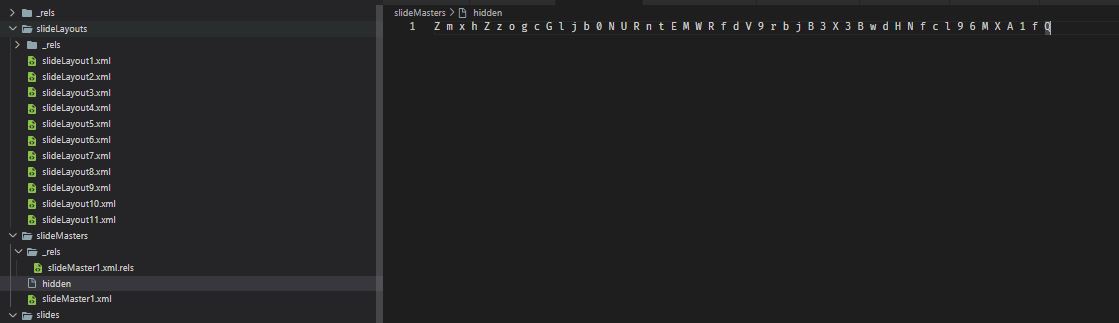 _rels
slideLayouts
_rels
slideLayout1.xml
slideLayout2.xml
slideLayout3.xml
slideLayout4.xml
slideLayout5.xml
slideLayout6.xml
slideLayout7.xml
slideLayout8.xml
slideLayout9.xml
slideLayout10.xml
slideLayout11.xml
slideMasters
_rels
slideMaster1.xml.rels
hidden
slideMaster1.xml
slides
slideMasters > hidden
1 Z m x h Z z o g c G l j b 0 N U R n t E M W R f d V 9 r b j B 3 X 3 B w d H N f c l 9 6 M X A 1 f Q